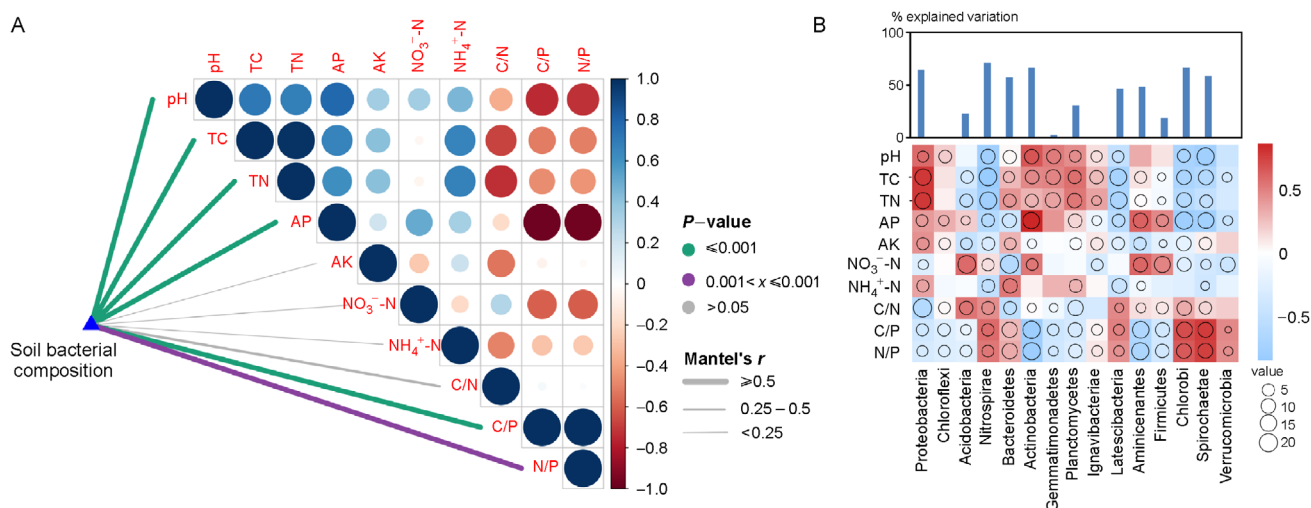 A
pH
TC
TN
AP
AK
NO₃⁻-N
NH₄⁺-N
C/N
C/P
N/P
pH
TC
TN
AP
AK
NO₃⁻-N
NH₄⁺-N
C/N
C/P
N/P
Soil bacterial
composition
1.0
0.8
0.6
0.4
0.2
0
−0.2
−0.4
−0.6
−0.8
−1.0
P−value
⩽0.001
0.001< x ⩽0.001
>0.05
Mantel's r
⩾0.5
0.25−0.5
<0.25
B
% explained variation
100
50
0
pH
TC
TN
AP
AK
NO₃⁻-N
NH₄⁺-N
C/N
C/P
N/P
Proteobacteria
Chloroflexi
Acidobacteria
Nitrospirae
Bacteroidetes
Actinobacteria
Gemmatimonadetes
Planctomycetes
Ignavibacteriae
Latescibacteria
Aminicenantes
Firmicutes
Chlorobi
Spirochaetae
Verrucomicrobia
0.5
0
−0.5
value
5
10
15
20